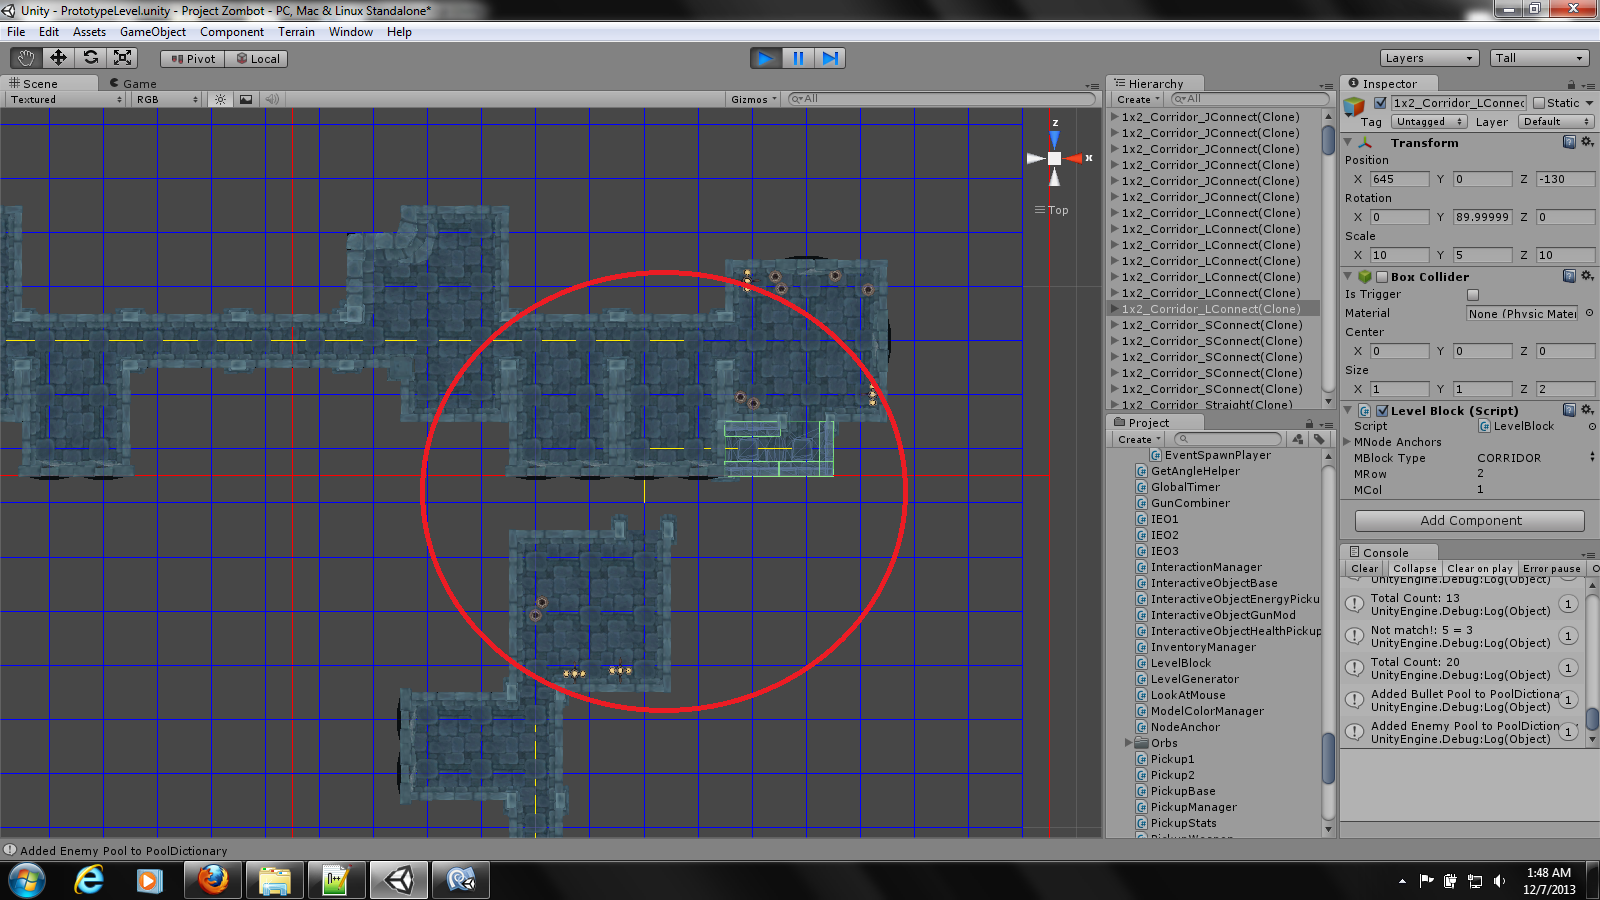 Unity - PrototypeLevel.unity - Project Zombot - PC, Mac & Linux Standalone*
File Edit Assets GameObject Component Terrain Window Help
Pivot Local
Layers Tall
Scene Game
Textured RGB Gizmos All
z
x
Top
Hierarchy
Create All
1x2_Corridor_JConnect(Clone)
1x2_Corridor_JConnect(Clone)
1x2_Corridor_JConnect(Clone)
1x2_Corridor_JConnect(Clone)
1x2_Corridor_JConnect(Clone)
1x2_Corridor_JConnect(Clone)
1x2_Corridor_LConnect(Clone)
1x2_Corridor_LConnect(Clone)
1x2_Corridor_LConnect(Clone)
1x2_Corridor_LConnect(Clone)
1x2_Corridor_LConnect(Clone)
1x2_Corridor_LConnect(Clone)
1x2_Corridor_LConnect(Clone)
1x2_Corridor_SConnect(Clone)
1x2_Corridor_SConnect(Clone)
1x2_Corridor_SConnect(Clone)
1x2_Corridor_SConnect(Clone)
1x2_Corridor_SConnect(Clone)
1x2_Corridor_Straight(Clone)
Project
Create
EventSpawnPlayer
GetAngleHelper
GlobalTimer
GunCombiner
IEO1
IEO2
IEO3
InteractionManager
InteractiveObjectBase
InteractiveObjectEnergyPicku
InteractiveObjectGunMod
InteractiveObjectHealthPickup
InventoryManager
LevelBlock
LevelGenerator
LookAtMouse
ModelColorManager
NodeAnchor
Orbs
Pickup1
Pickup2
PickupBase
PickupManager
PickupStats
Inspector
1x2_Corridor_LConnec Static
Tag Untagged Layer Default
Transform
Position
X 645 Y 0 Z -130
Rotation
X 0 Y 89.99999 Z 0
Scale
X 10 Y 5 Z 10
Box Collider
Is Trigger
Material None (Physic Mater
Center
X 0 Y 0 Z 0
Size
X 1 Y 1 Z 2
Level Block (Script)
Script LevelBlock
MNode Anchors
MBlock Type CORRIDOR
MRow 2
MCol 1
Add Component
Console
Clear Collapse Clear on play Error pause
UnityEngine.Debug:Log(Object) 1
Total Count: 13
UnityEngine.Debug:Log(Object) 1
Not match!: 5 = 3
UnityEngine.Debug:Log(Object) 1
Total Count: 20
UnityEngine.Debug:Log(Object) 1
Added Bullet Pool to PoolDictiona
UnityEngine.Debug:Log(Object) 1
Added Enemy Pool to PoolDiction
UnityEngine.Debug:Log(Object) 1
Added Enemy Pool to PoolDictionary
1:48 AM
12/7/2013